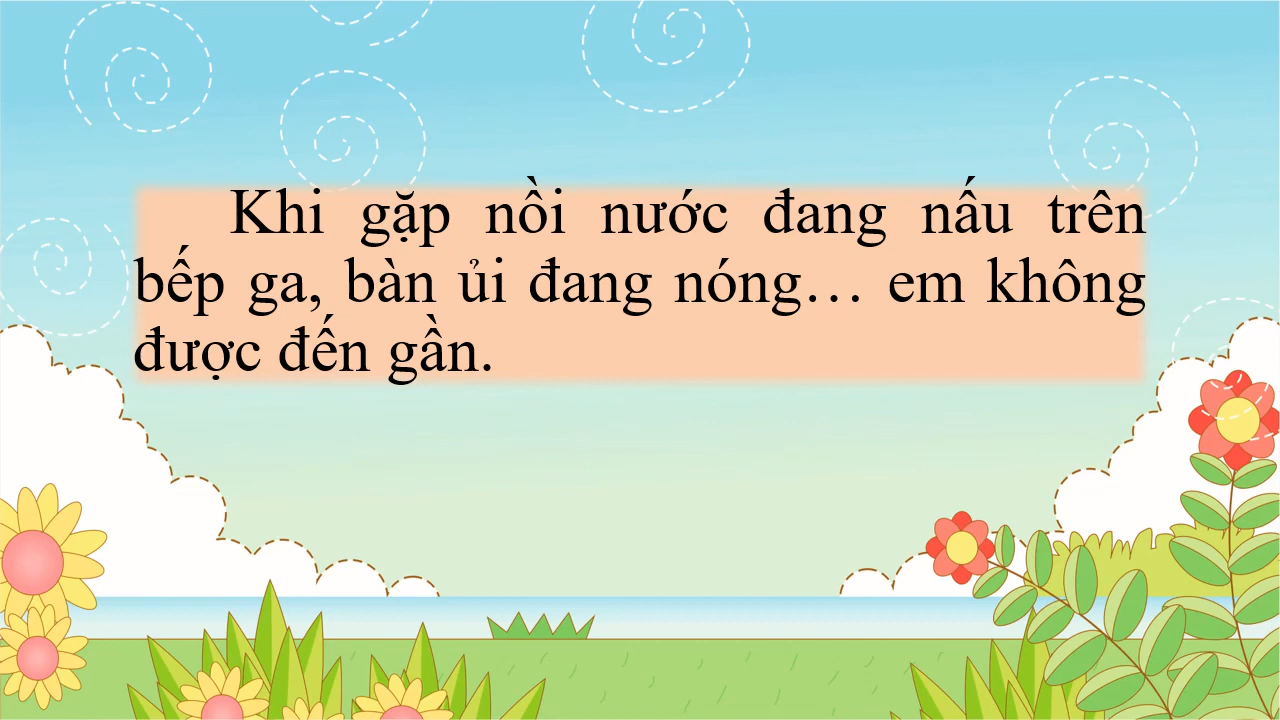 Khi gặp nồi nước đang nấu trên
bếp ga, bàn ủi đang nóng… em không
được đến gần.